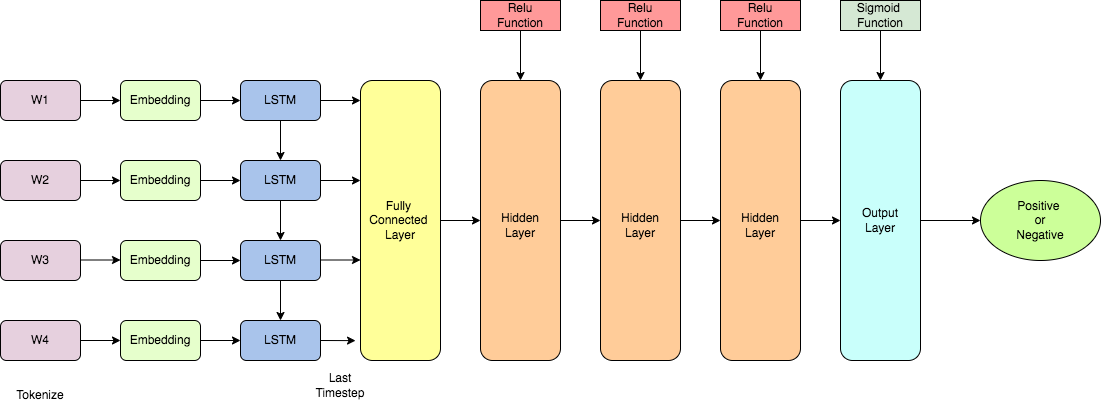 Relu
Function
Relu
Function
Relu
Function
Sigmoid
Function
W1
Embedding
LSTM
W2
Embedding
LSTM
W3
Embedding
LSTM
W4
Embedding
LSTM
Fully
Connected
Layer
Hidden
Layer
Hidden
Layer
Hidden
Layer
Output
Layer
Positive
or
Negative
Last
Timestep
Tokenize